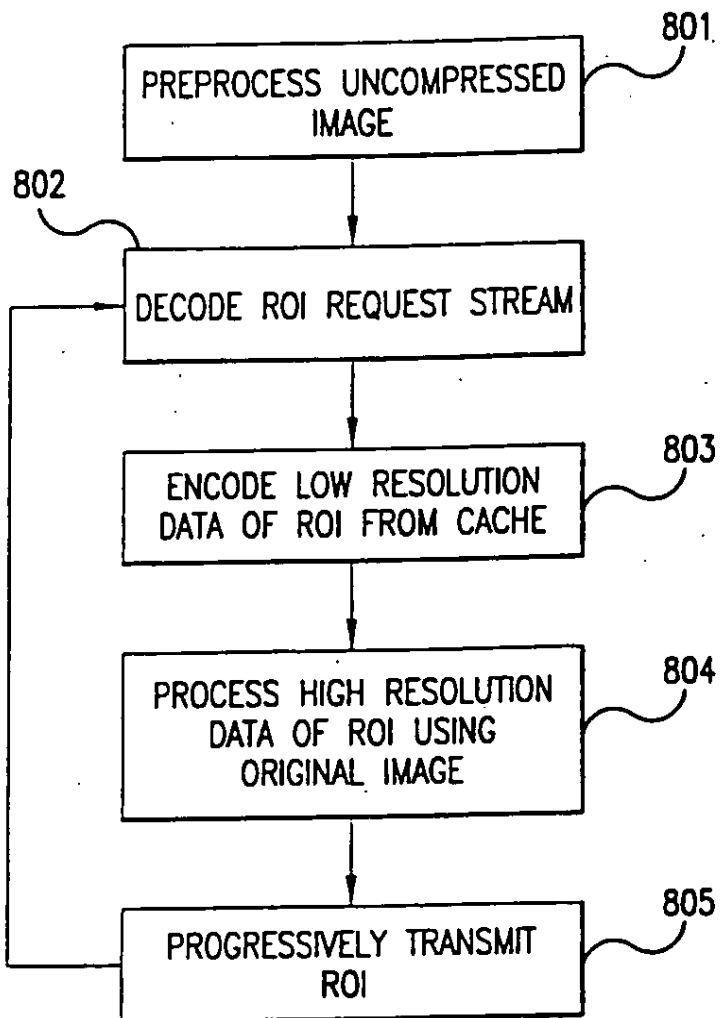 801
PREPROCESS UNCOMPRESSED
IMAGE
802
DECODE ROI REQUEST STREAM
803
ENCODE LOW RESOLUTION
DATA OF ROI FROM CACHE
804
PROCESS HIGH RESOLUTION
DATA OF ROI USING
ORIGINAL IMAGE
805
PROGRESSIVELY TRANSMIT
ROI